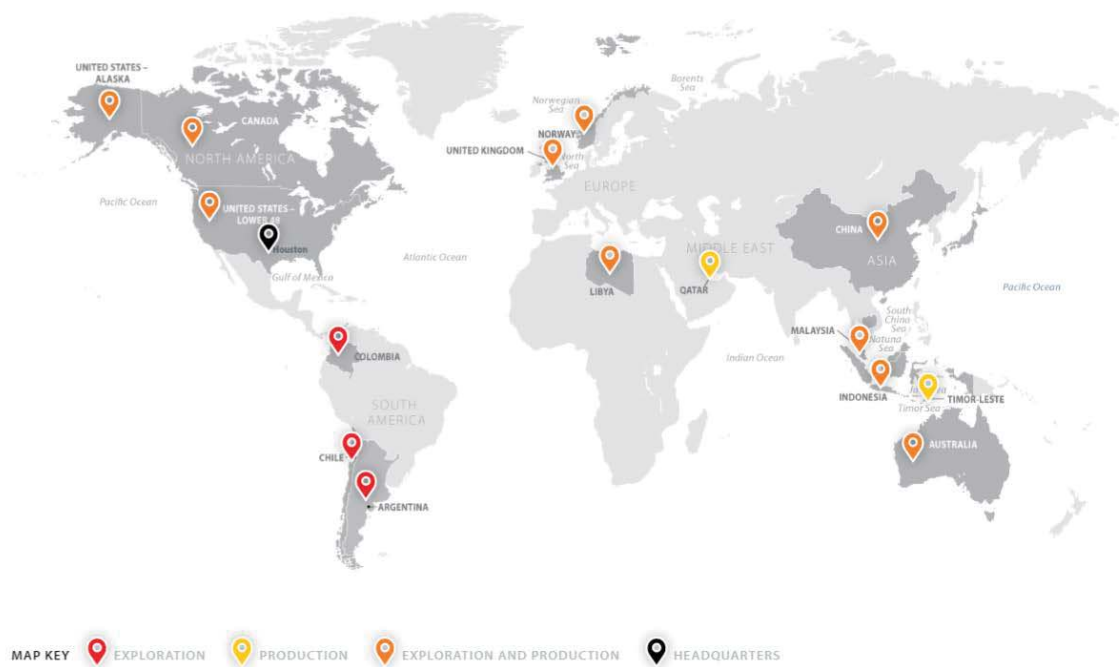 UNITED STATES –
ALASKA
CANADA
NORTH AMERICA
Pacific Ocean
UNITED STATES –
LOWER 49
Houston
Gulf of Mexico
Atlantic Ocean
COLOMBIA
SOUTH
AMERICA
CHILE
ARGENTINA
Barents
Sea
Norwegian
Sea
NORWAY
UNITED KINGDOM
North
Sea
EUROPE
MIDDLE EAST
LIBYA
QATAR
CHINA
ASIA
Pacific Ocean
South
China
Sea
MALAYSIA
Natuna
Sea
Indian Ocean
INDONESIA
TIMOR-LESTE
Timor Sea
AUSTRALIA
MAP KEY EXPLORATION PRODUCTION EXPLORATION AND PRODUCTION HEADQUARTERS